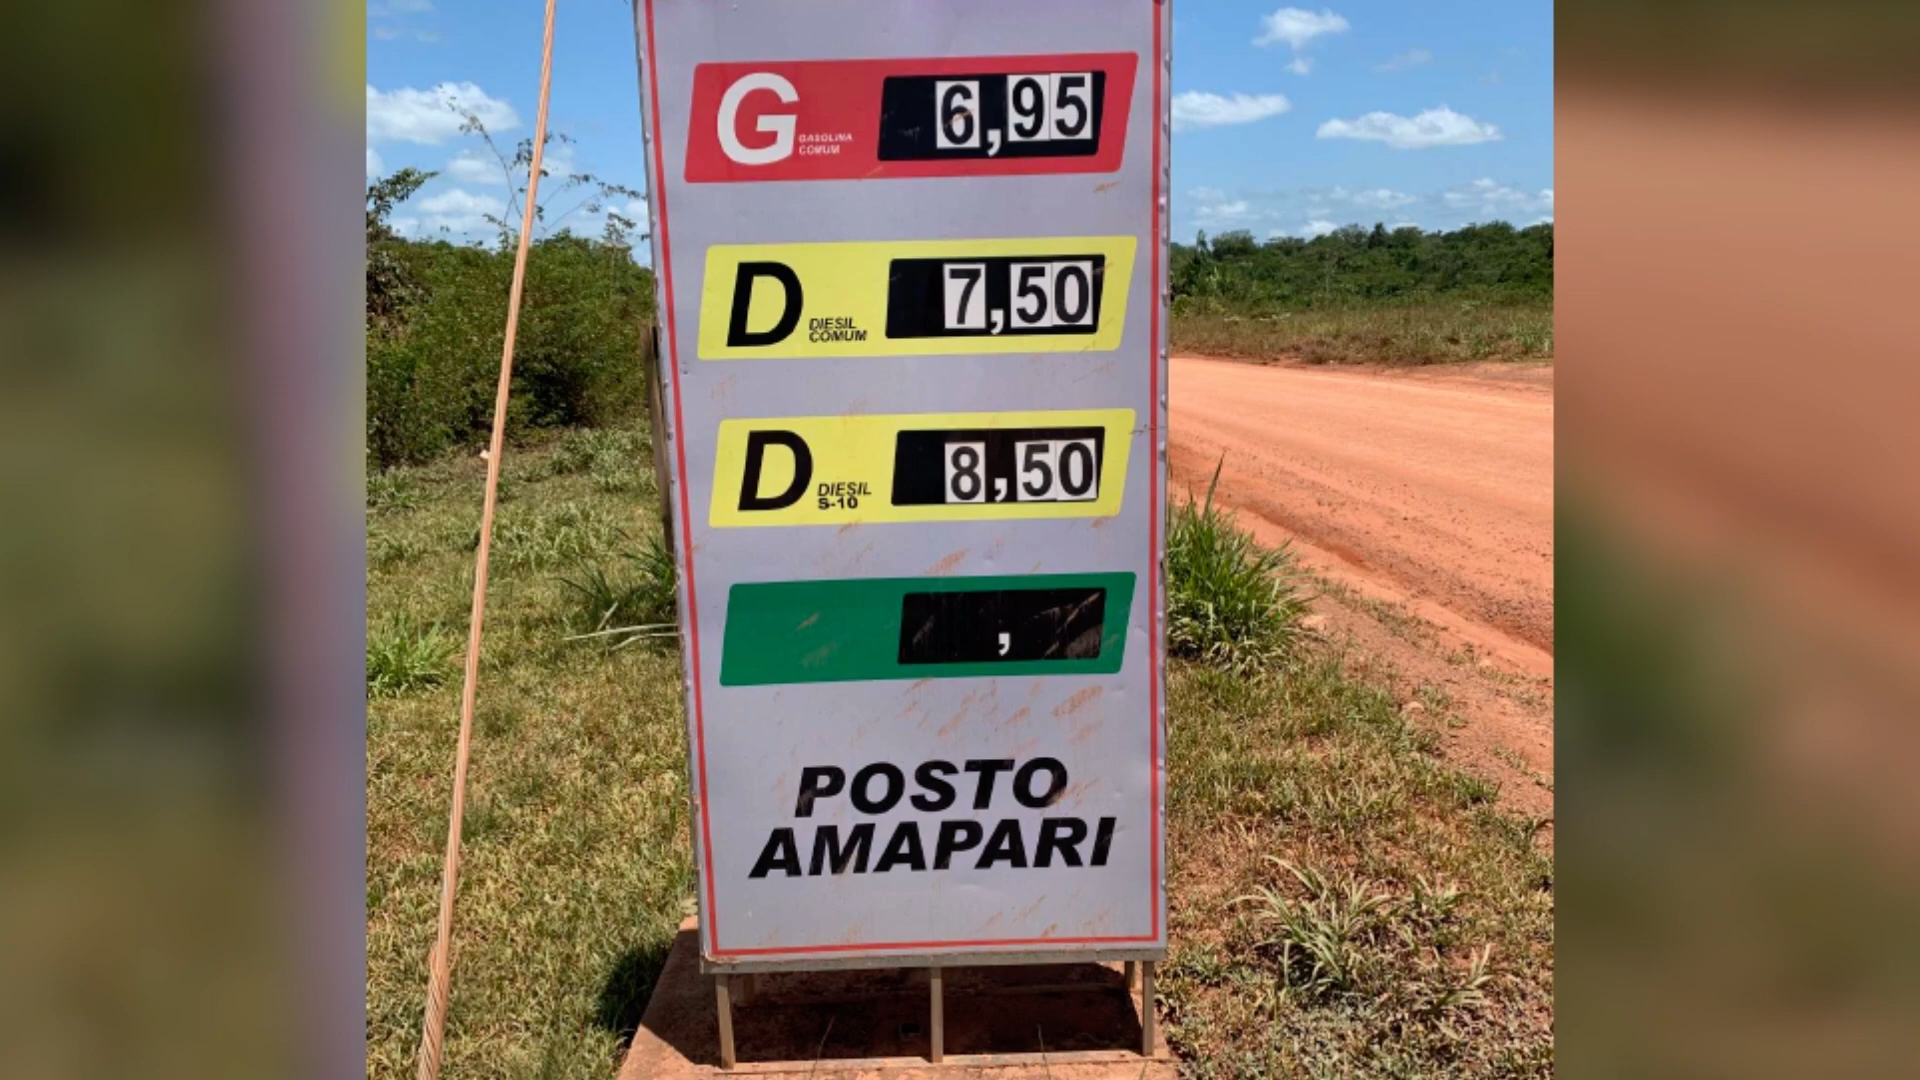 G GASOLINA
COMUM
6,95
D DIESIL
COMUM
7,50
D DIESIL
S-10
8,50
,
POSTO
AMAPARI